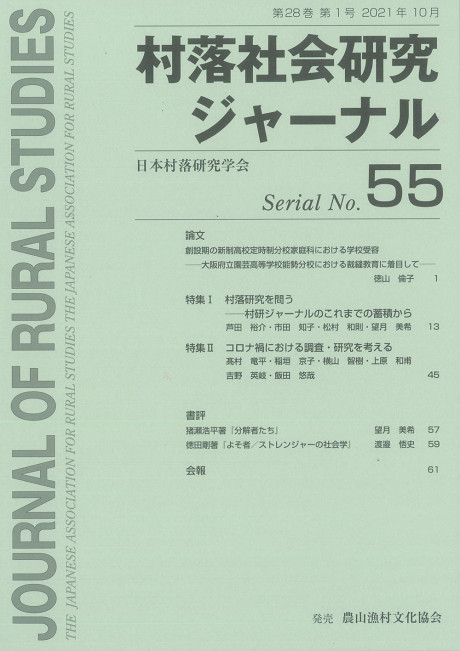 第28巻 第1号 2021年 10月
村落社会研究
ジャーナル
日本村落研究学会
Serial No. 55
論文
創設期の新制高校定時制分校家庭科における学校受容
――大阪府立園芸高等学校能勢分校における裁縫教育に着目して――
徳山 倫子 1
特集Ⅰ 村落研究を問う
――村研ジャーナルのこれまでの蓄積から
芦田 裕介・市田 知子・松村 和則・望月 美希 13
特集Ⅱ コロナ禍における調査・研究を考える
髙村 竜平・稲垣 京子・横山 智樹・上原 和甫
吉野 英岐・飯田 悠哉 45
書評
猪瀬浩平著『分解者たち』 望月 美希 57
徳田剛著『よそ者／ストレンジャーの社会学』 渡邉 悟史 59
会報 61
発売 農山漁村文化協会
JOURNAL OF RURAL STUDIES
THE JAPANESE ASSOCIATION FOR RURAL STUDIES THE JAPANESE ASSOCIATION FOR RURAL STUDIES